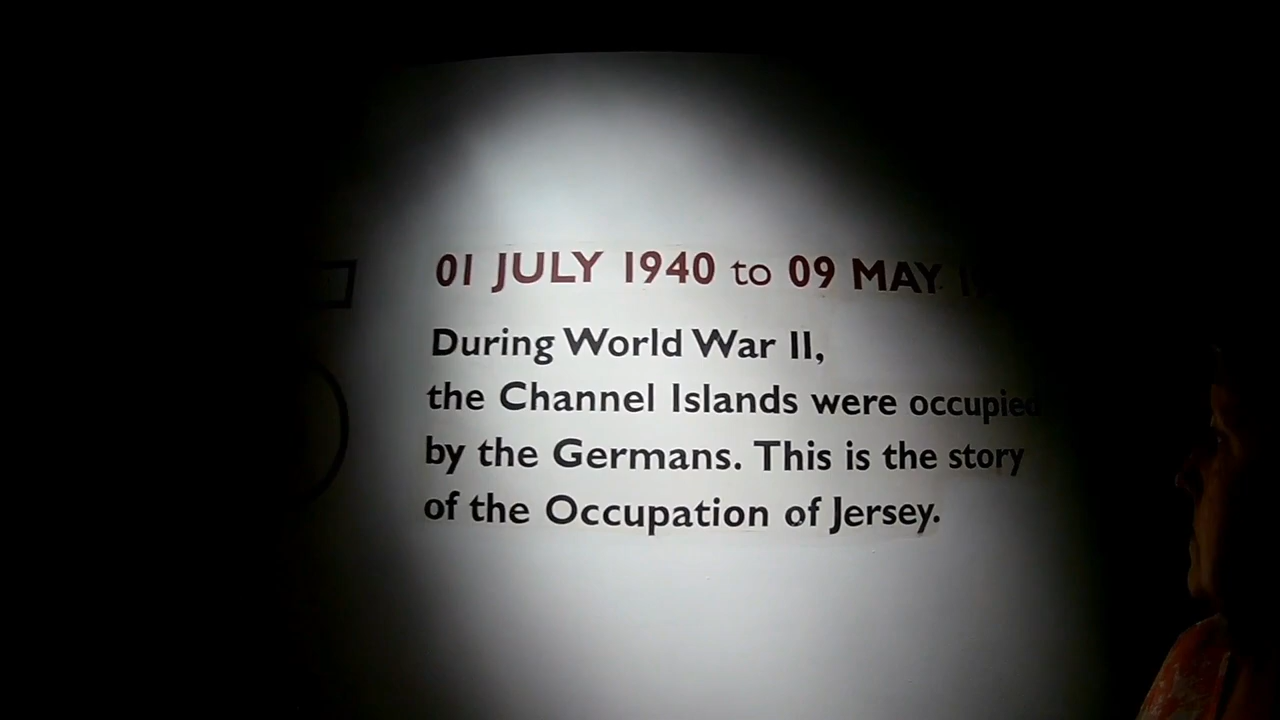 01 JULY 1940 to 09 MAY
During World War II,
the Channel Islands were occupied
by the Germans. This is the story
of the Occupation of Jersey.